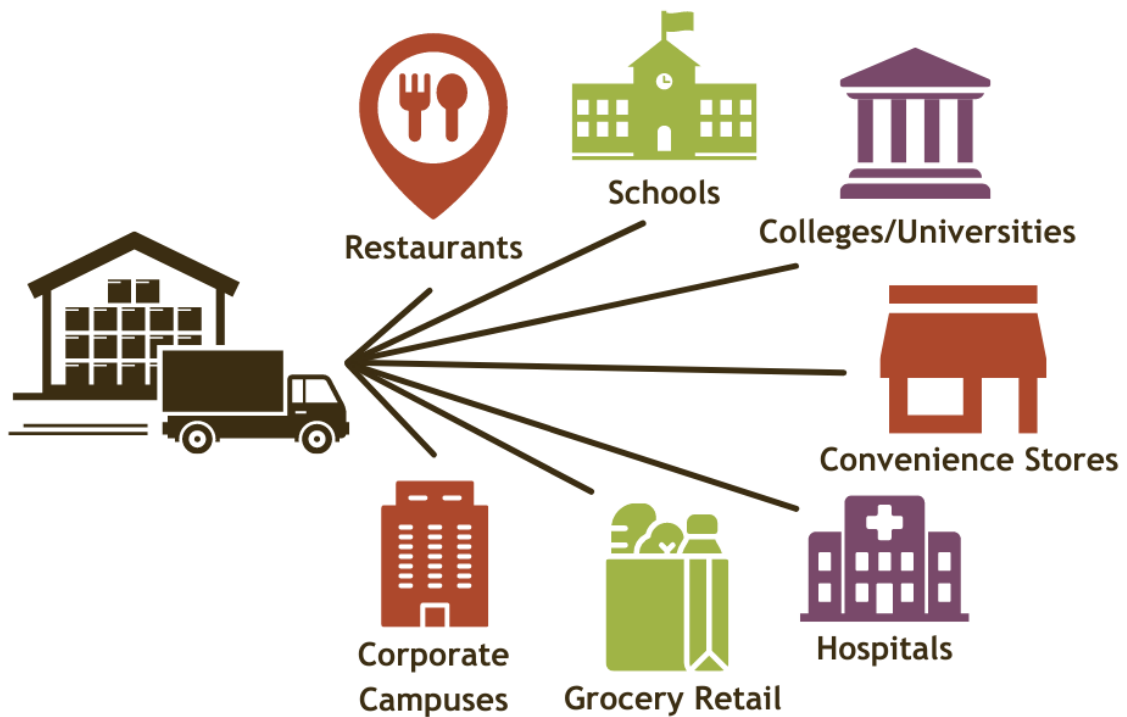 Restaurants
Schools
Colleges/Universities
Convenience Stores
Hospitals
Grocery Retail
Corporate
Campuses